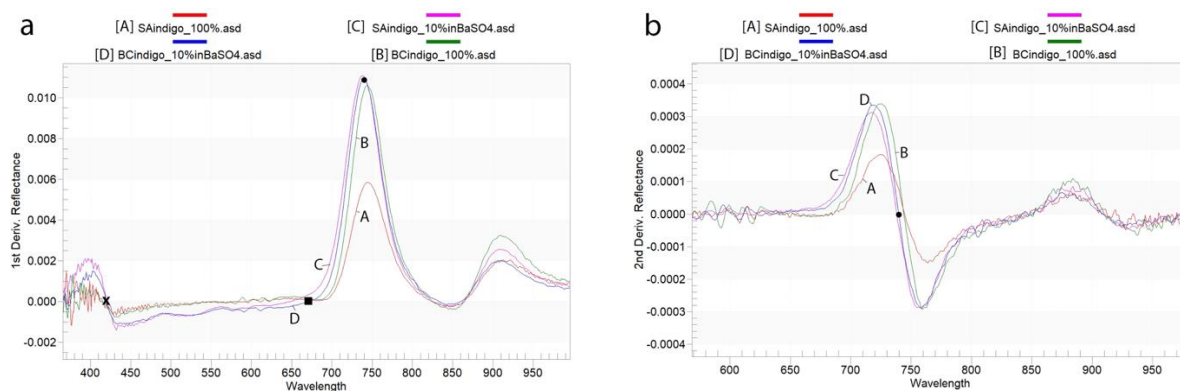 a
[A] SAindigo_100%.asd
[C] SAindigo_10%inBaSO4.asd
[D] BCindigo_10%inBaSO4.asd
[B] BCindigo_100%.asd
1st Deriv. Reflectance
0.010
0.008
0.006
0.004
0.002
0.000
-0.002
B
A
C
D
x
400 450 500 550 600 650 700 750 800 850 900 950
Wavelength
b
[A] SAindigo_100%.asd
[C] SAindigo_10%inBaSO4.asd
[D] BCindigo_10%inBaSO4.asd
[B] BCindigo_100%.asd
2nd Deriv. Reflectance
0.0004
0.0003
0.0002
0.0001
0.0000
-0.0001
-0.0002
-0.0003
-0.0004
D
B
C
A
600 650 700 750 800 850 900 950
Wavelength